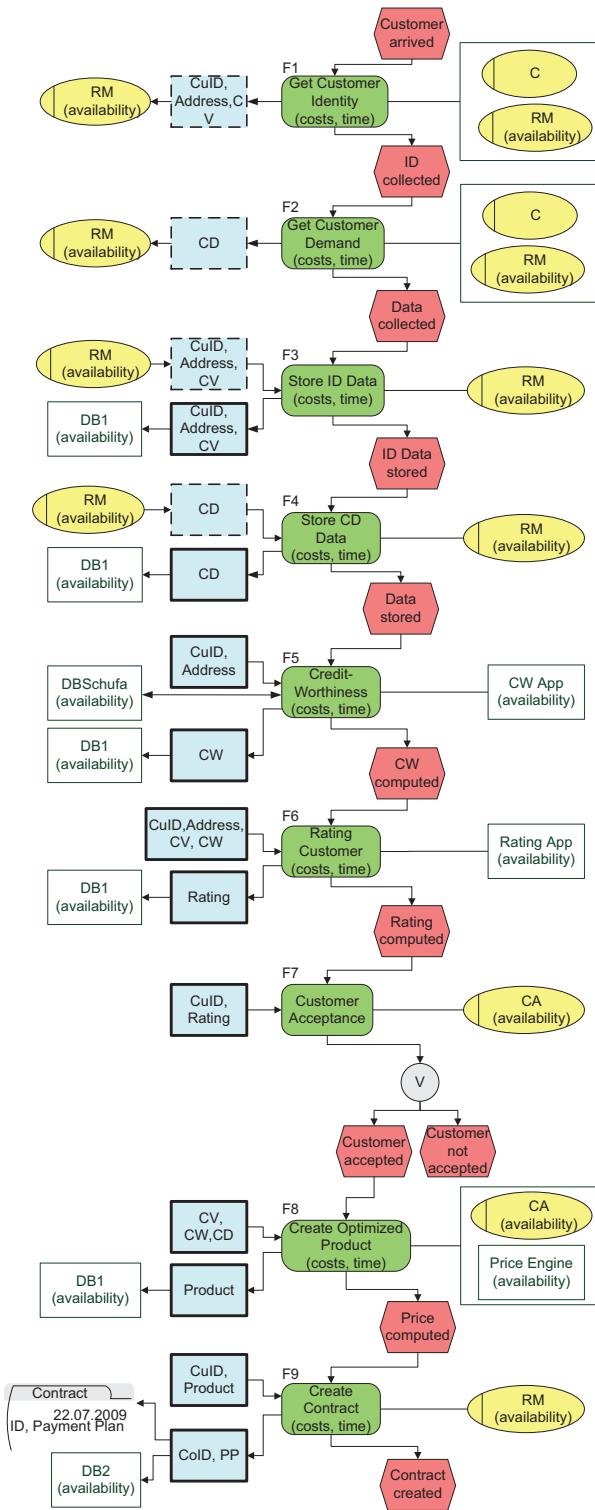 Customer
arrived
F1
Get Customer
Identity
(costs, time)
CuID,
Address,C
V
RM
(availability)
C
RM
(availability)
ID
collected
F2
Get Customer
Demand
(costs, time)
CD
RM
(availability)
C
RM
(availability)
Data
collected
RM
(availability)
CuID,
Address,
CV
F3
Store ID Data
(costs, time)
RM
(availability)
DB1
(availability)
CuID,
Address,
CV
ID Data
stored
RM
(availability)
CD
F4
Store CD
Data
(costs, time)
RM
(availability)
DB1
(availability)
CD
Data
stored
CuID,
Address
F5
Credit-
Worthiness
(costs, time)
DBSchufa
(availability)
CW App
(availability)
DB1
(availability)
CW
CW
computed
CuID,Address,
CV, CW
F6
Rating
Customer
(costs, time)
Rating App
(availability)
DB1
(availability)
Rating
Rating
computed
CuID,
Rating
F7
Customer
Acceptance
CA
(availability)
V
Customer
accepted
Customer
not
accepted
CV,
CW,CD
F8
Create Optimized
Product
(costs, time)
CA
(availability)
Price Engine
(availability)
DB1
(availability)
Product
Price
computed
CuID,
Product
F9
Create
Contract
(costs, time)
RM
(availability)
Contract
22.07.2009
ID, Payment Plan
CoID, PP
DB2
(availability)
Contract
created